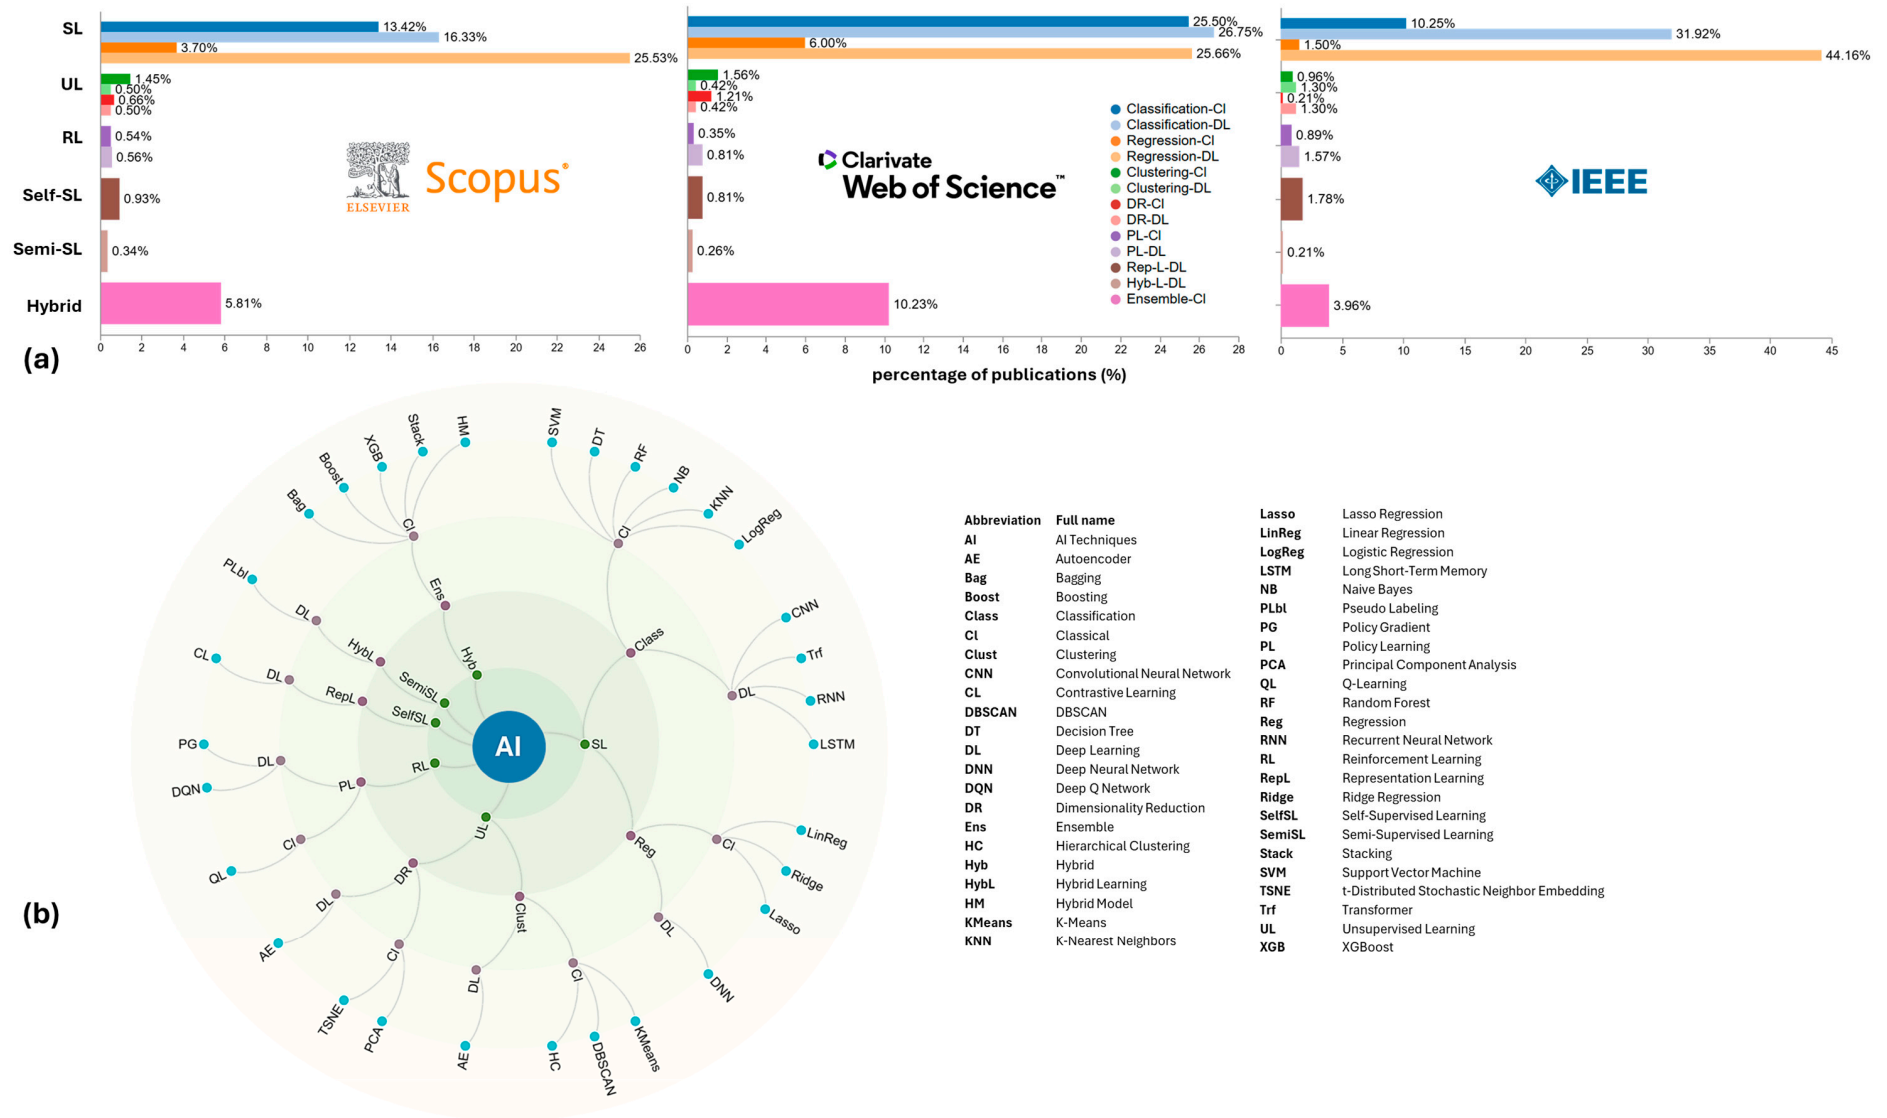 SL
13.42%
16.33%
3.70%
25.53%
UL
1.45%
0.50%
0.66%
0.50%
RL
0.54%
0.56%
Self-SL
0.93%
Semi-SL
0.34%
Hybrid
5.81%
0 2 4 6 8 10 12 14 16 18 20 22 24 26
ELSEVIER
Scopus®
25.50%
26.75%
6.00%
25.66%
1.56%
0.42%
1.21%
0.42%
0.35%
0.81%
0.81%
0.26%
10.23%
0 2 4 6 8 10 12 14 16 18 20 22 24 26 28
Clarivate
Web of Science™
Classification-Cl
Classification-DL
Regression-Cl
Regression-DL
Clustering-Cl
Clustering-DL
DR-Cl
DR-DL
PL-Cl
PL-DL
Rep-L-DL
Hyb-L-DL
Ensemble-Cl
10.25%
31.92%
1.50%
44.16%
0.96%
1.30%
0.21%
1.30%
0.89%
1.57%
1.78%
0.21%
3.96%
0 5 10 15 20 25 30 35 40 45
IEEE
(a)
percentage of publications (%)
AI
SL
Class
Cl
SVM
DT
RF
NB
KNN
LogReg
DL
CNN
Trf
RNN
LSTM
Reg
Cl
LinReg
Ridge
Lasso
DL
DNN
UL
Clust
Cl
KMeans
DBSCAN
HC
DL
AE
DR
Cl
PCA
TSNE
DL
AE
RL
PL
Cl
QL
DL
DQN
PG
SelfSL
RepL
DL
CL
SemiSL
HybL
DL
PLbl
Hyb
Ens
Cl
Bag
Boost
XGB
Stack
HM
(b)
Abbreviation Full name
AI AI Techniques
AE Autoencoder
Bag Bagging
Boost Boosting
Class Classification
Cl Classical
Clust Clustering
CNN Convolutional Neural Network
CL Contrastive Learning
DBSCAN DBSCAN
DT Decision Tree
DL Deep Learning
DNN Deep Neural Network
DQN Deep Q Network
DR Dimensionality Reduction
Ens Ensemble
HC Hierarchical Clustering
Hyb Hybrid
HybL Hybrid Learning
HM Hybrid Model
KMeans K-Means
KNN K-Nearest Neighbors
Lasso Lasso Regression
LinReg Linear Regression
LogReg Logistic Regression
LSTM Long Short-Term Memory
NB Naive Bayes
PLbl Pseudo Labeling
PG Policy Gradient
PL Policy Learning
PCA Principal Component Analysis
QL Q-Learning
RF Random Forest
Reg Regression
RNN Recurrent Neural Network
RL Reinforcement Learning
RepL Representation Learning
Ridge Ridge Regression
SelfSL Self-Supervised Learning
SemiSL Semi-Supervised Learning
Stack Stacking
SVM Support Vector Machine
TSNE t-Distributed Stochastic Neighbor Embedding
Trf Transformer
UL Unsupervised Learning
XGB XGBoost